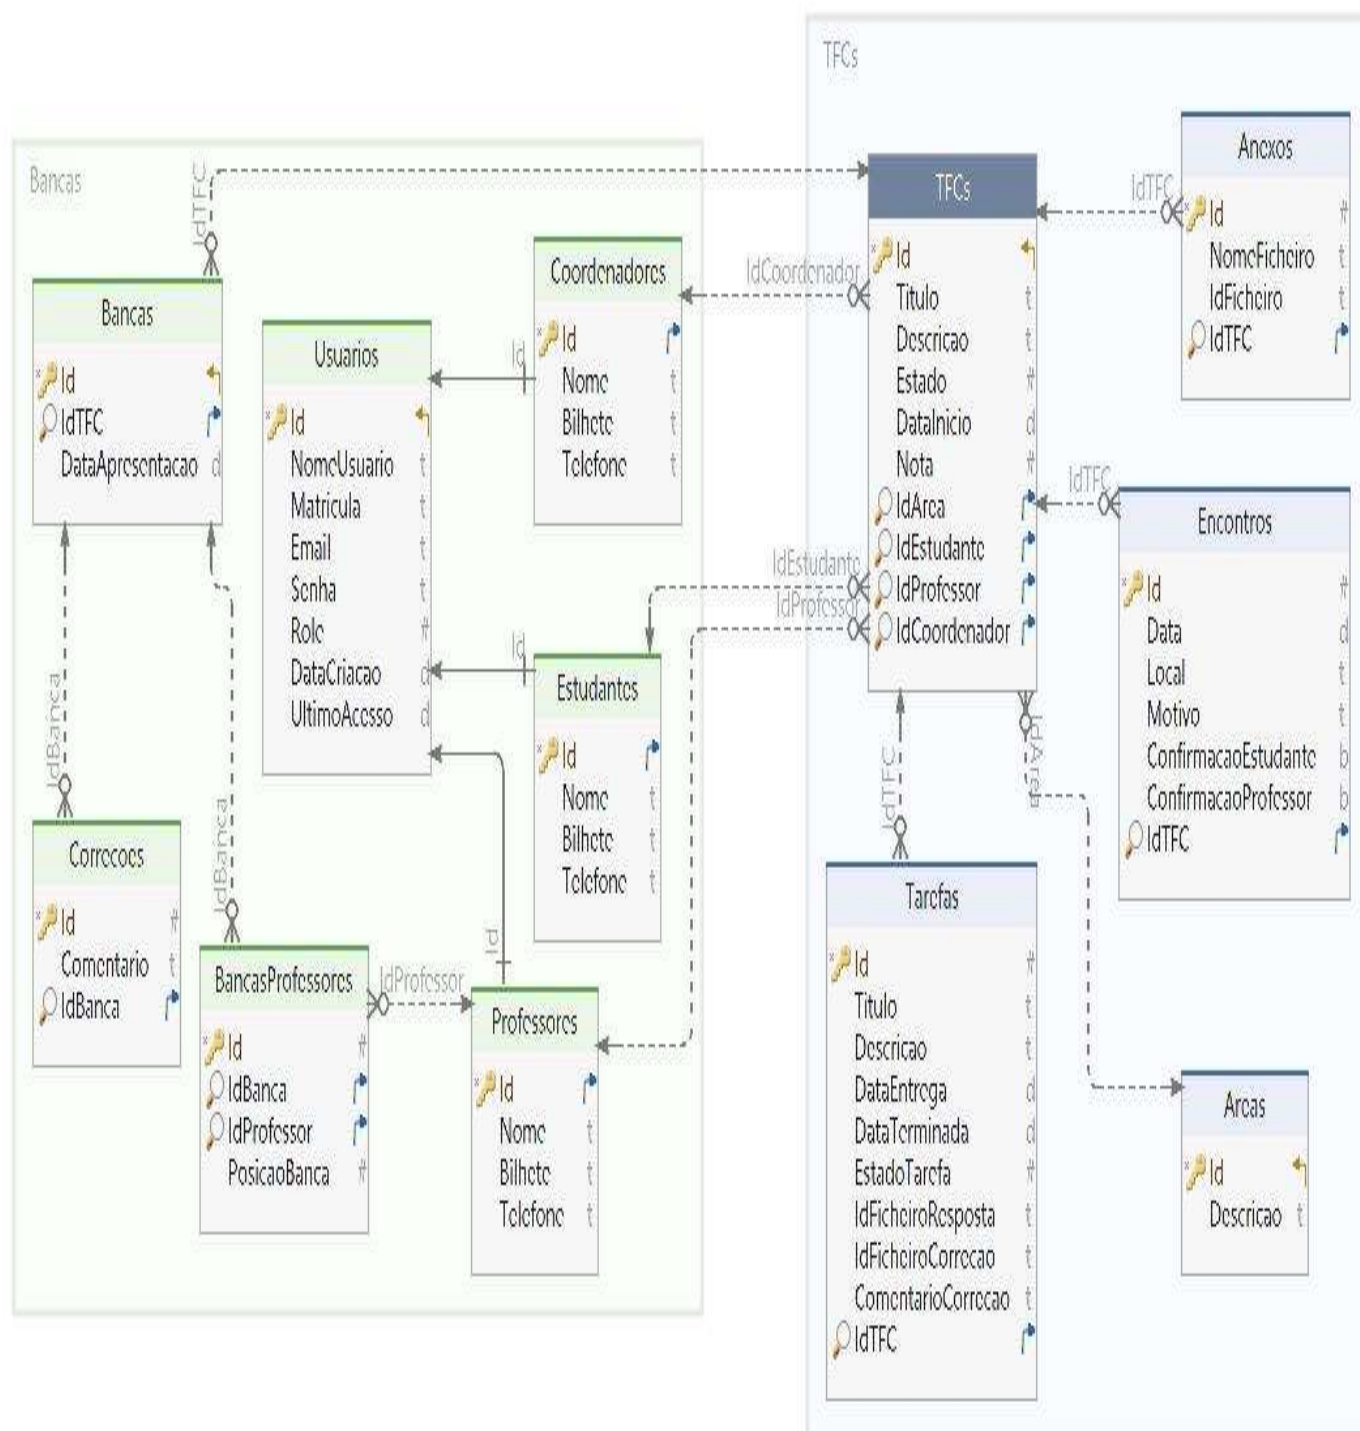 TFCs
Bancas
Bancas
Id
IdTFC
DataApresentacao
Usuarios
Id
NomeUsuario
Matricula
Email
Senha
Role
DataCriacao
UltimoAcesso
Coordenadores
Id
Nome
Bilhete
Telefone
Estudantes
Id
Nome
Bilhete
Telefone
Correcoes
Id
Comentario
IdBanca
BancasProfessores
Id
IdBanca
IdProfessor
PosicaoBanca
Professores
Id
Nome
Bilhete
Telefone
IdTFC
Id
Id
Id
IdBanca
IdBanca
IdProfessor
IdCoordenador
IdEstudante
IdProfessor
TFCs
Id
Titulo
Descricao
Estado
DataInicio
Nota
IdArea
IdEstudante
IdProfessor
IdCoordenador
IdTFC
Anexos
Id
NomeFicheiro
IdFicheiro
IdTFC
IdTFC
Encontros
Id
Data
Local
Motivo
ConfirmacaoEstudante
ConfirmacaoProfessor
IdTFC
IdTFC
IdArea
Tarefas
Id
Titulo
Descricao
DataEntrega
DataTerminada
EstadoTarefa
IdFicheiroResposta
IdFicheiroCorrecao
ComentarioCorrecao
IdTFC
Areas
Id
Descricao